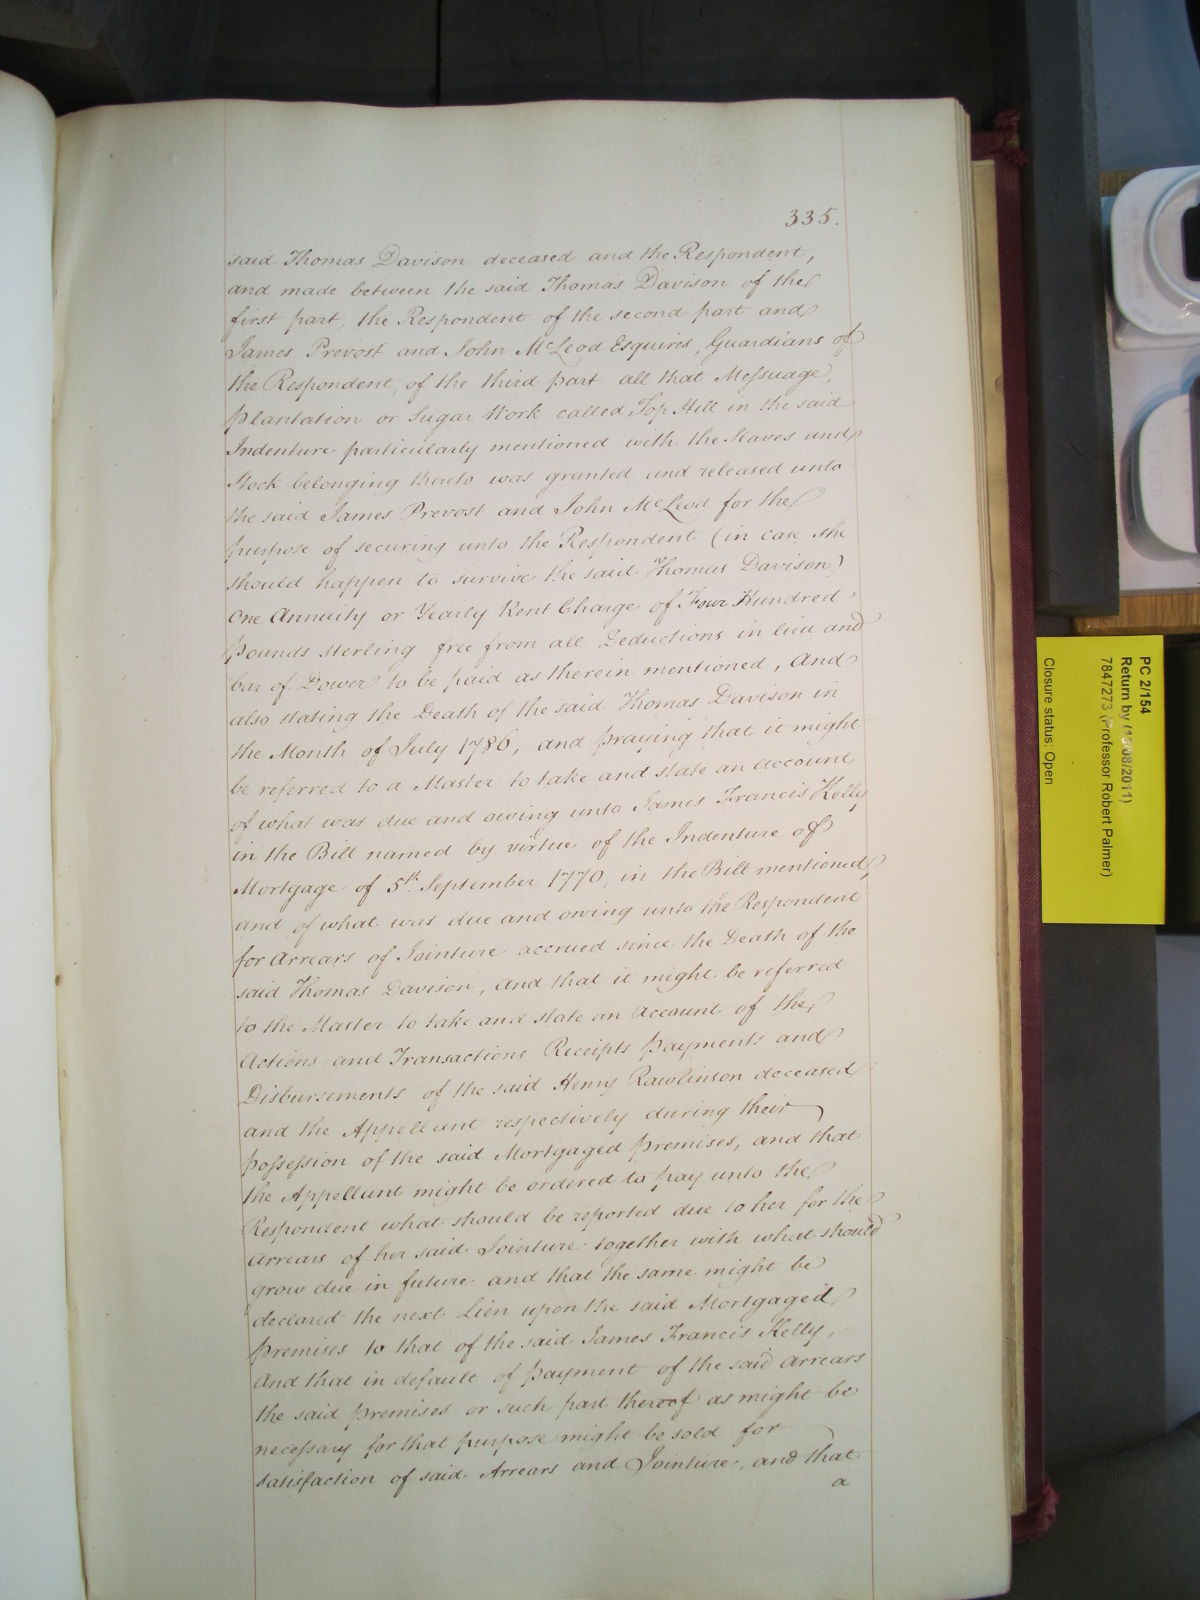 335.
said Thomas Davison deceased and the Respondent,
and made between the said Thomas Davison of the
first part, the Respondent of the second part and
James Prevost and John McLeod Esquires, Guardians of
the Respondent, of the third part all that Messuage,
plantation or Sugar Work called Top Hill in the said
Indenture particularly mentioned with the Slaves and
Stock belonging thereto was granted and released unto
the said James Prevost and John McLeod for the
purpose of securing unto the Respondent (in case she
should happen to survive the said Thomas Davison)
One Annuity or Yearly Rent Charge of Four Hundred
pounds sterling free from all Deductions in lieu and
bar of Dower to be paid as therein mentioned, And
also stating the Death of the said Thomas Davison in
the Month of July 1786, and praying that it might
be referred to a Master to take and state an Account
of what was due and owing unto James Francis Kelly
in the Bill named by virtue of the Indenture of
Mortgage of 5th September 1770, in the Bill mentioned,
and of what was due and owing unto the Respondent
for Arrears of Jointure accrued since the Death of the
said Thomas Davison, And that it might be referred
to the Master to take and state an Account of the
Actions and Transactions Receipts Payments and
Disbursements of the said Henry Rawlinson deceased
and the Appellant respectively during their
possession of the said Mortgaged premises, and that
the Appellant might be ordered to pay unto the
Respondent what should be reported due to her for the
Arrears of her said Jointure together with what should
grow due in future and that the same might be
declared the next Lien upon the said Mortgaged
premises to that of the said James Francis Kelly,
And that in default of payment of the said Arrears
the said premises or such part thereof as might be
necessary for that purpose might be sold for
satisfaction of said Arrears and Jointure, and that
a
PC 2/154
Return by (13/08/2011)
7847273 (Professor Robert Palmer)
Closure status: Open